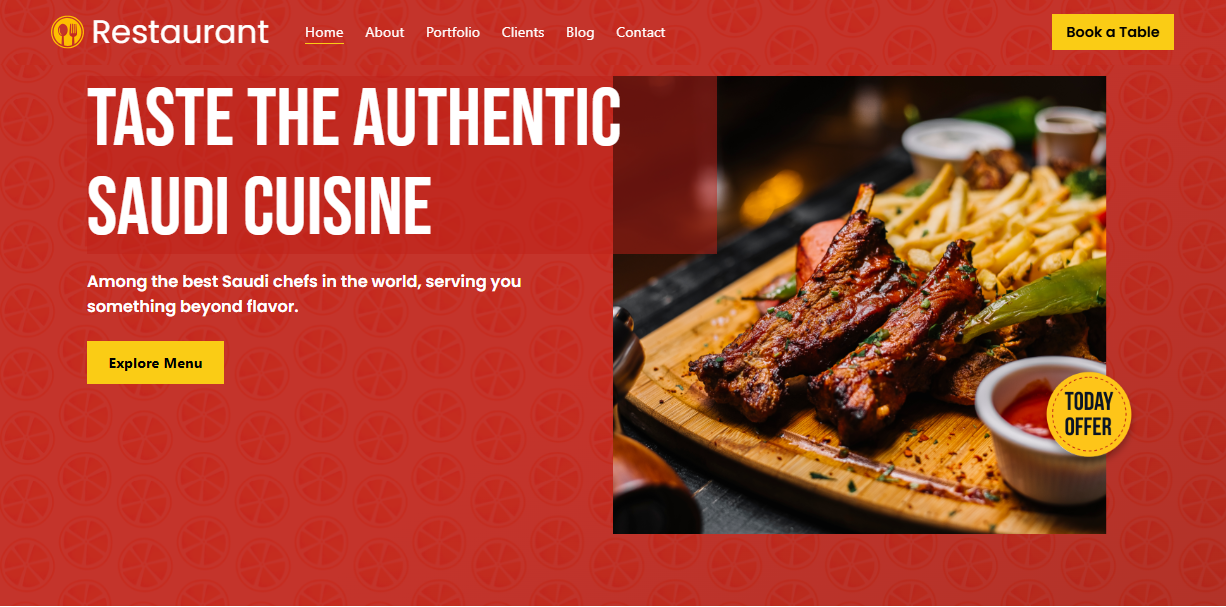 Restaurant
Home
About
Portfolio
Clients
Blog
Contact
Book a Table
TASTE THE AUTHENTIC
SAUDI CUISINE
Among the best Saudi chefs in the world, serving you
something beyond flavor.
Explore Menu
TODAY
OFFER